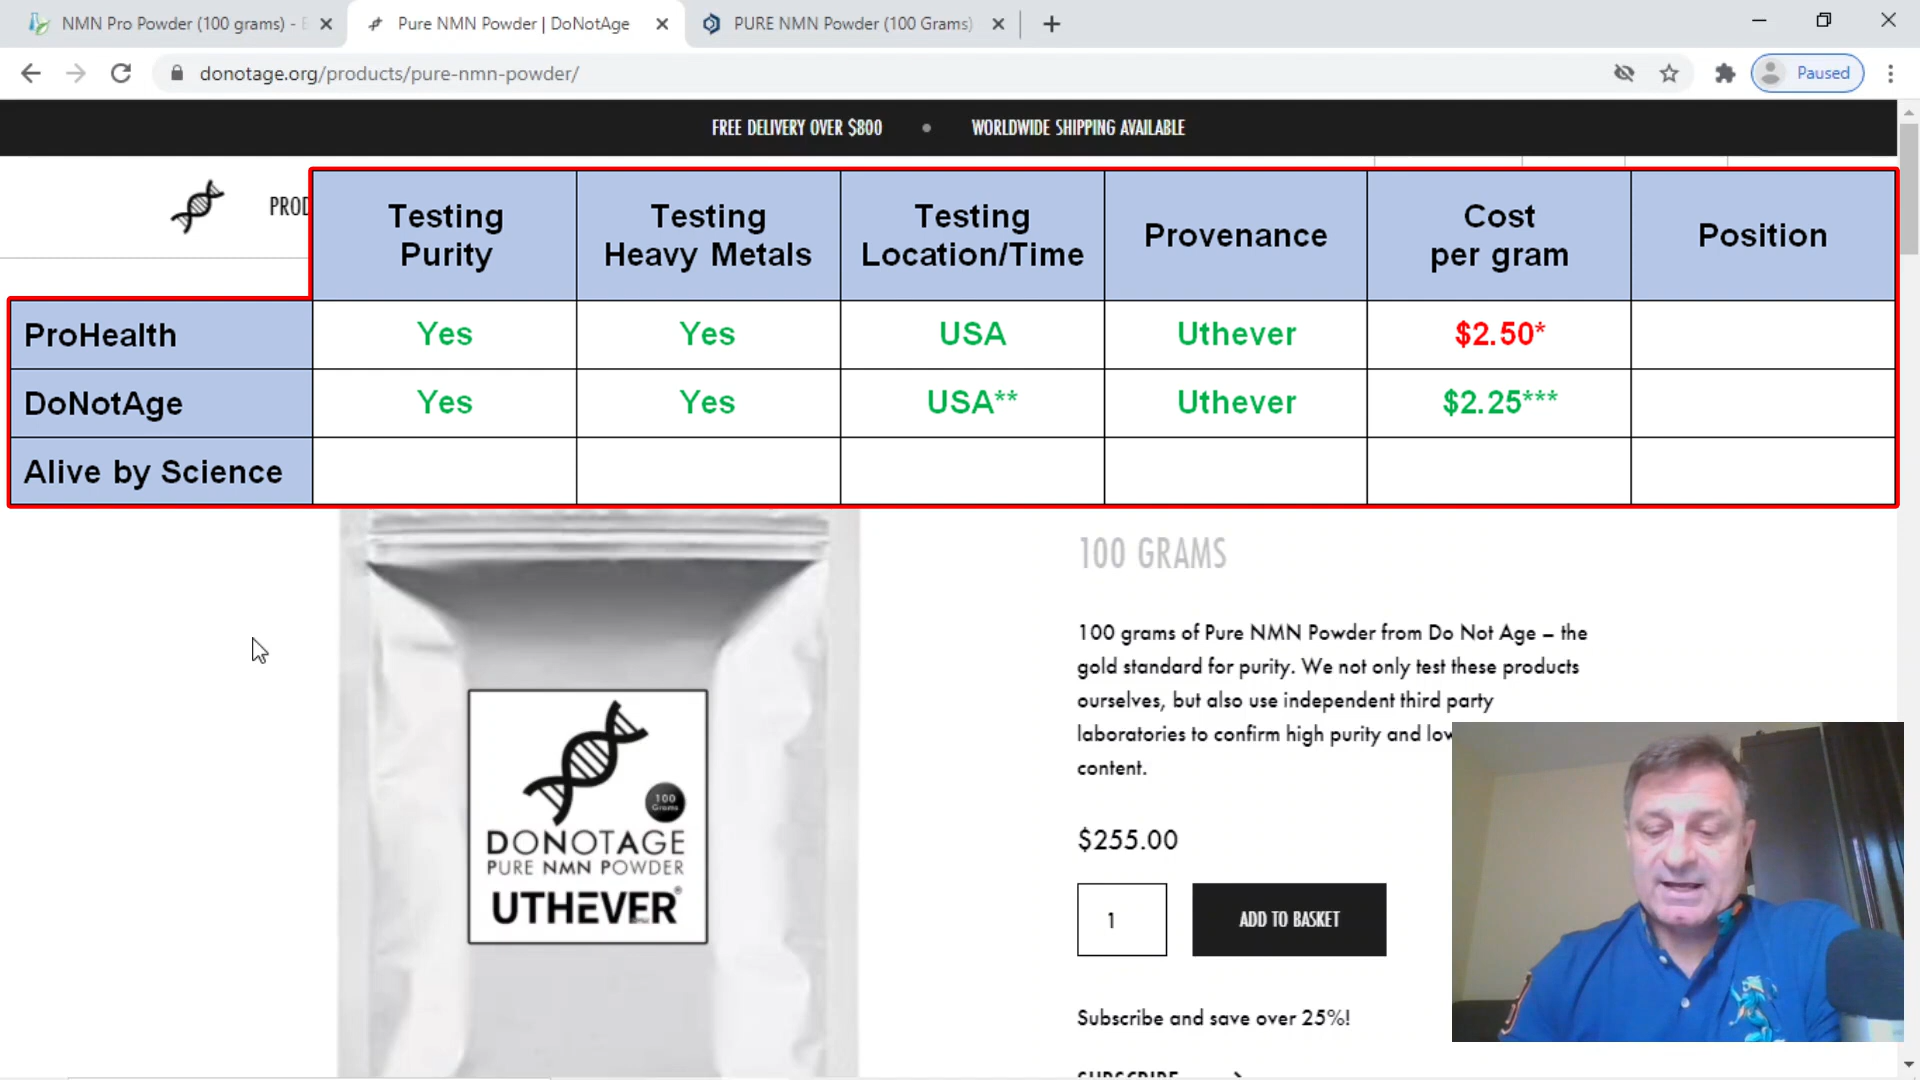 NMN Pro Powder (100 grams) -
Pure NMN Powder | DoNotAge
PURE NMN Powder (100 Grams)
donotage.org/products/pure-nmn-powder/
Paused
FREE DELIVERY OVER $800 • WORLDWIDE SHIPPING AVAILABLE
PROD
Testing Purity
Testing Heavy Metals
Testing Location/Time
Provenance
Cost per gram
Position
ProHealth Yes Yes USA Uthever $2.50*
DoNotAge Yes Yes USA** Uthever $2.25***
Alive by Science
100 GRAMS
100 grams of Pure NMN Powder from Do Not Age – the
gold standard for purity. We not only test these products
ourselves, but also use independent third party
laboratories to confirm high purity and low
content.
$255.00
1
ADD TO BASKET
Subscribe and save over 25%!
SUBSCRIBE
100
Grams
DONOTAGE
PURE NMN POWDER
UTHEVER®